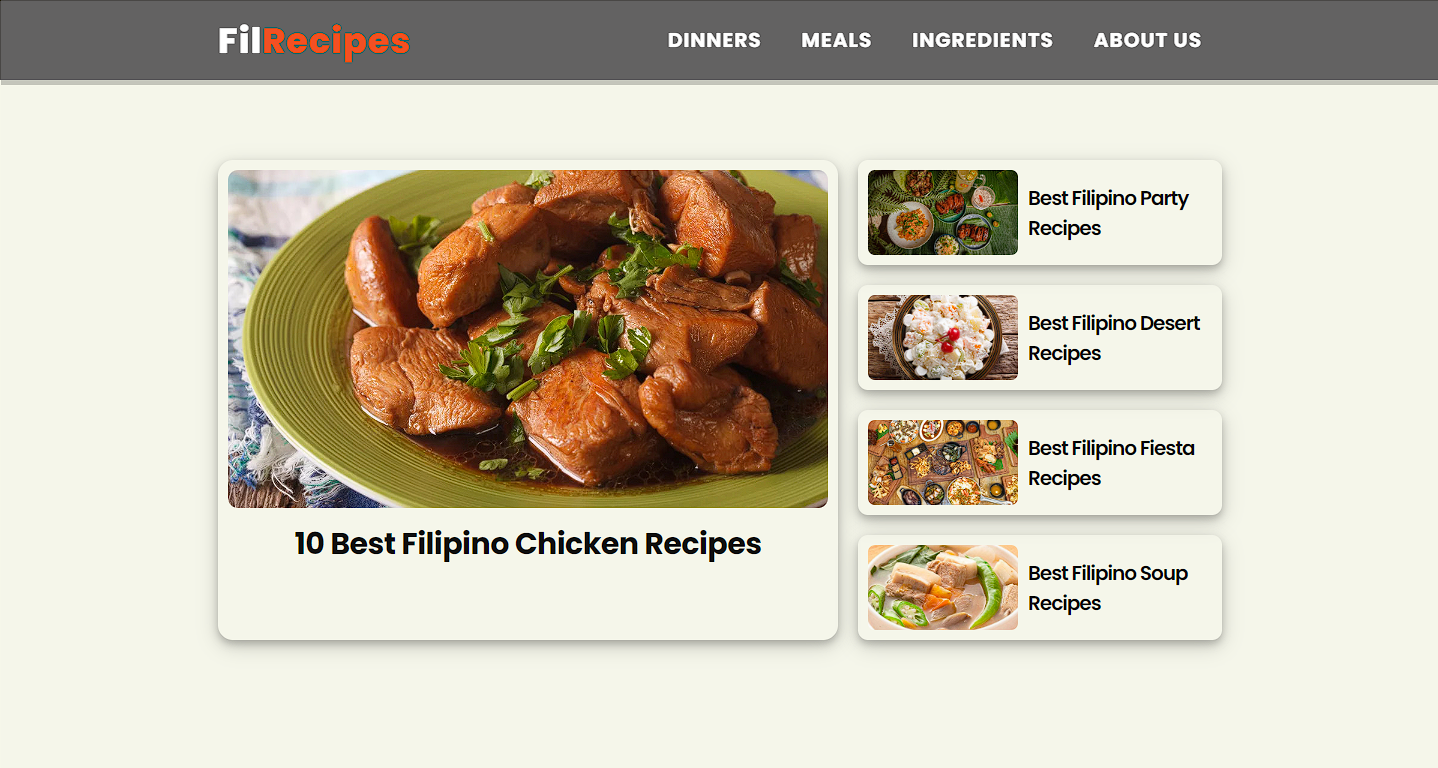 FilRecipes
DINNERS MEALS INGREDIENTS ABOUT US
10 Best Filipino Chicken Recipes
Best Filipino Party
Recipes
Best Filipino Desert
Recipes
Best Filipino Fiesta
Recipes
Best Filipino Soup
Recipes